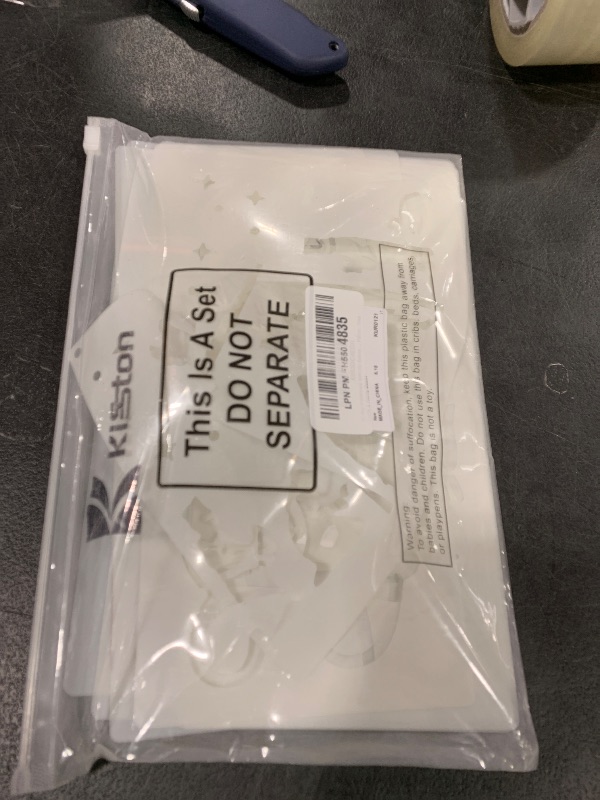 This Is A Set
DO NOT
SEPARATE
kisston
LPN PM
4835
Warning:
To avoid danger of suffocation, keep this plastic bag away from
babies and children. Do not use this bag in cribs, beds, carriages,
or playpens. This bag is not a toy.